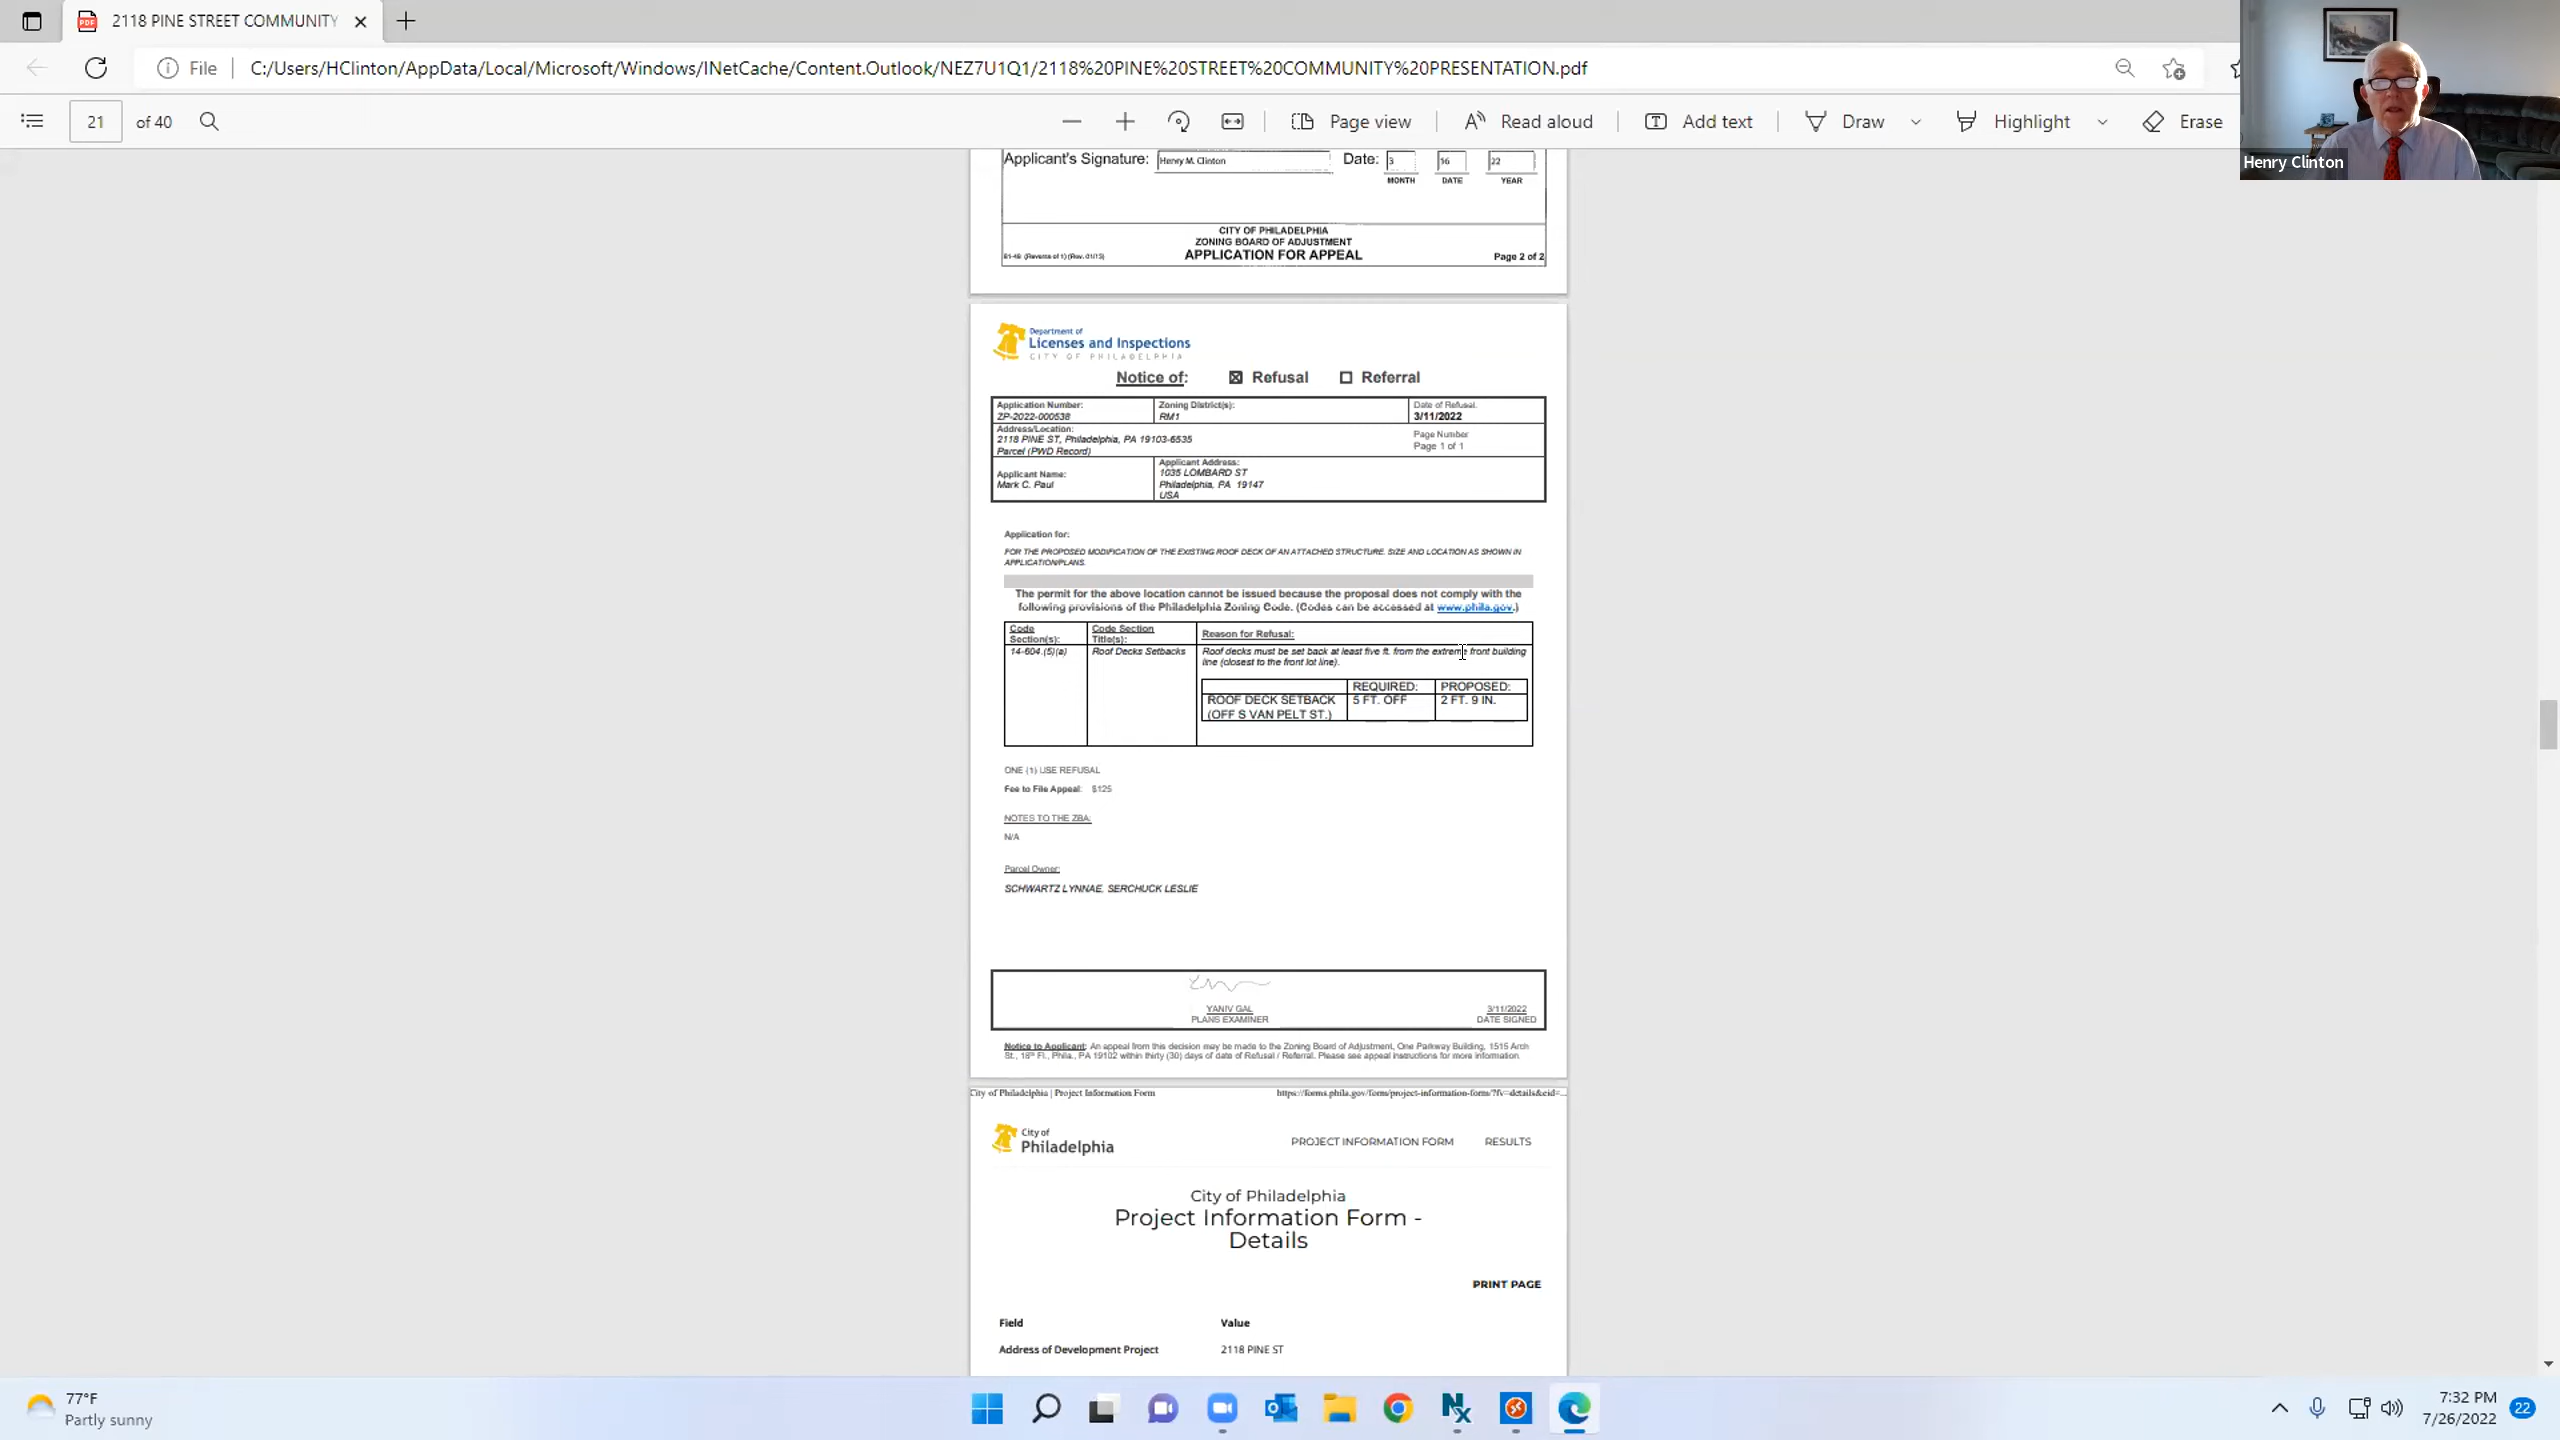 2118 PINE STREET COMMUNITY
File
C:/Users/HClinton/AppData/Local/Microsoft/Windows/INetCache/Content.Outlook/NEZ7U1Q1/2118%20PINE%20STREET%20COMMUNITY%20PRESENTATION.pdf
21 of 40
Page view
Read aloud
Add text
Draw
Highlight
Erase
Henry Clinton
Applicant's Signature: Henry M. Clinton Date: 3 16 22
MONTH DATE YEAR
CITY OF PHILADELPHIA
ZONING BOARD OF ADJUSTMENT
81-49 (Reverse of 1) (Rev. 01/13) APPLICATION FOR APPEAL Page 2 of 2
Department of
Licenses and Inspections
CITY OF PHILADELPHIA
Notice of: Refusal Referral
Application Number:
ZP-2022-000538
Zoning District(s):
RM1
Date of Refusal:
3/11/2022
Address/Location:
2118 PINE ST, Philadelphia, PA 19103-6535
Parcel (PWD Record)
Page Number
Page 1 of 1
Applicant Name:
Mark C. Paul
Applicant Address:
1035 LOMBARD ST
Philadelphia, PA 19147
USA
Application for:
FOR THE PROPOSED MODIFICATION OF THE EXISTING ROOF DECK OF AN ATTACHED STRUCTURE. SIZE AND LOCATION AS SHOWN IN
APPLICATION/PLANS.
The permit for the above location cannot be issued because the proposal does not comply with the
following provisions of the Philadelphia Zoning Code. (Codes can be accessed at www.phila.gov.)
Code
Section(s):
Code Section
Title(s):
Reason for Refusal:
14-604.(5)(a)
Roof Decks Setbacks
Roof decks must be set back at least five ft. from the extreme front building
line (closest to the front lot line).
REQUIRED: PROPOSED:
ROOF DECK SETBACK 5 FT. OFF 2 FT. 9 IN.
(OFF S VAN PELT ST.)
ONE (1) USE REFUSAL
Fee to File Appeal: $125
NOTES TO THE ZBA:
N/A
Parcel Owner:
SCHWARTZ LYNNAE, SERCHUCK LESLIE
YANIV GAL
PLANS EXAMINER
3/11/2022
DATE SIGNED
Notice to Applicant: An appeal from this decision may be made to the Zoning Board of Adjustment, One Parkway Building, 1515 Arch
St., 18th Fl., Phila., PA 19102 within thirty (30) days of date of Refusal / Referral. Please see appeal instructions for more information.
City of Philadelphia | Project Information Form https://forms.phila.gov/form/project-information-form/?fv=details&eid=...
City of
Philadelphia
PROJECT INFORMATION FORM RESULTS
City of Philadelphia
Project Information Form -
Details
PRINT PAGE
Field Value
Address of Development Project 2118 PINE ST
77°F
Partly sunny
7:32 PM
7/26/2022
22